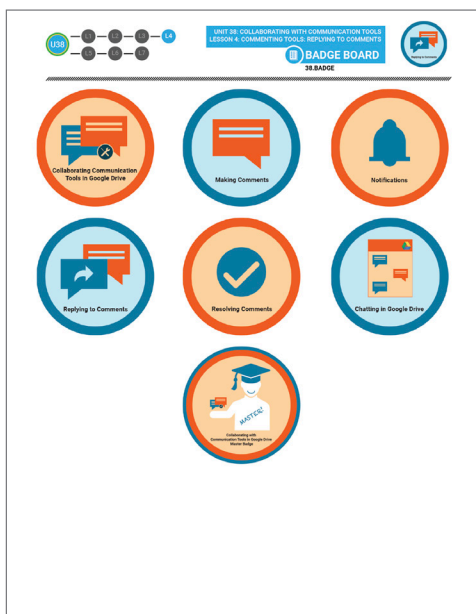 U38
L1
L2
L3
L4
L5
L6
L7
UNIT 38: COLLABORATING WITH COMMUNICATION TOOLS
LESSON 4: COMMENTING TOOLS: REPLYING TO COMMENTS
BADGE BOARD
38.BADGE
Replying to Comments
Collaborating Communication
Tools in Google Drive
Making Comments
Notifications
Replying to Comments
Resolving Comments
Chatting in Google Drive
MASTER!
Collaborating with
Communication Tools in Google Drive
Master Badge